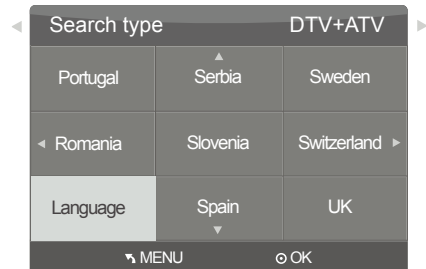 Search type DTV+ATV
Portugal Serbia Sweden
Romania Slovenia Switzerland
Language Spain UK
MENU OK